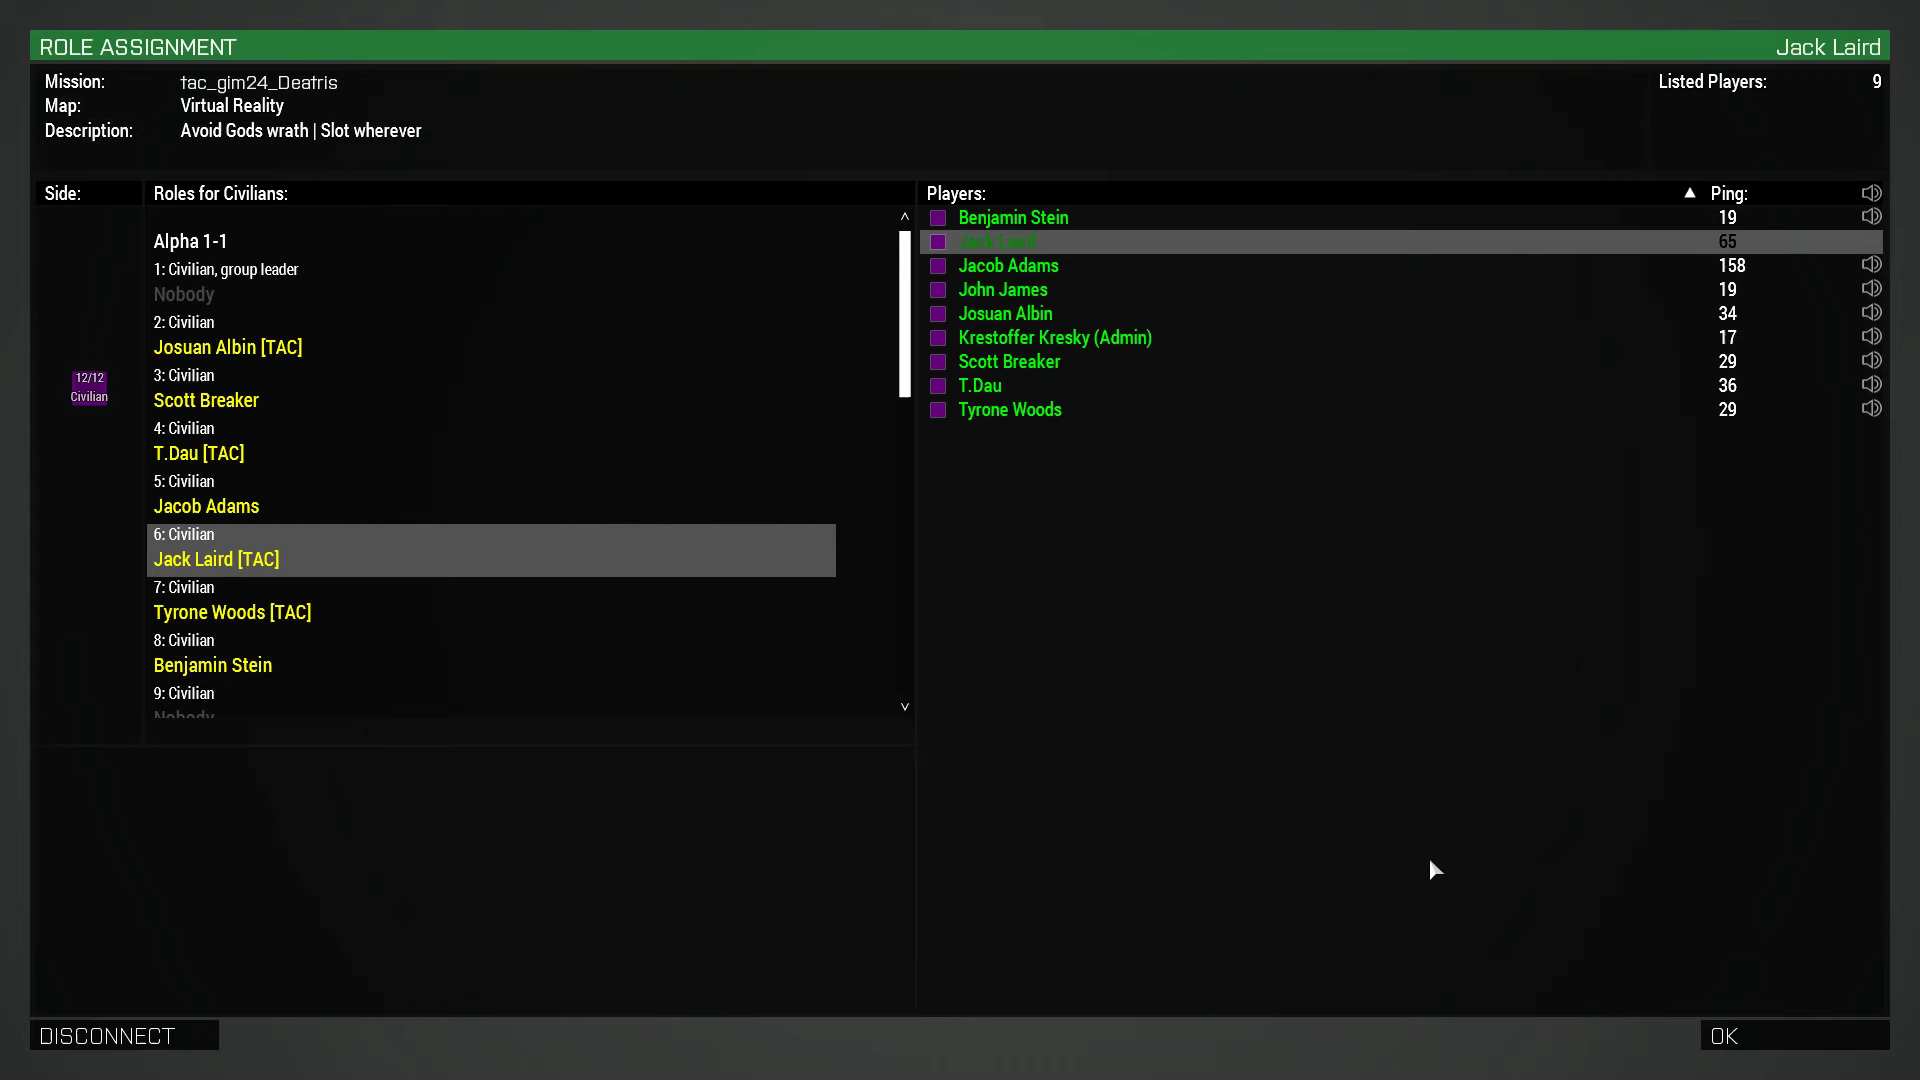 ROLE ASSIGNMENT Jack Laird
Mission: tac_gim24_Deatris Listed Players: 9
Map: Virtual Reality
Description: Avoid Gods wrath | Slot wherever
Side: Roles for Civilians: Players: Ping:
12/12
Civilian
Alpha 1-1
1: Civilian, group leader
Nobody
2: Civilian
Josuan Albin [TAC]
3: Civilian
Scott Breaker
4: Civilian
T.Dau [TAC]
5: Civilian
Jacob Adams
6: Civilian
Jack Laird [TAC]
7: Civilian
Tyrone Woods [TAC]
8: Civilian
Benjamin Stein
9: Civilian
Nobody
Benjamin Stein 19
Jack Laird 65
Jacob Adams 158
John James 19
Josuan Albin 34
Krestoffer Kresky (Admin) 17
Scott Breaker 29
T.Dau 36
Tyrone Woods 29
DISCONNECT OK